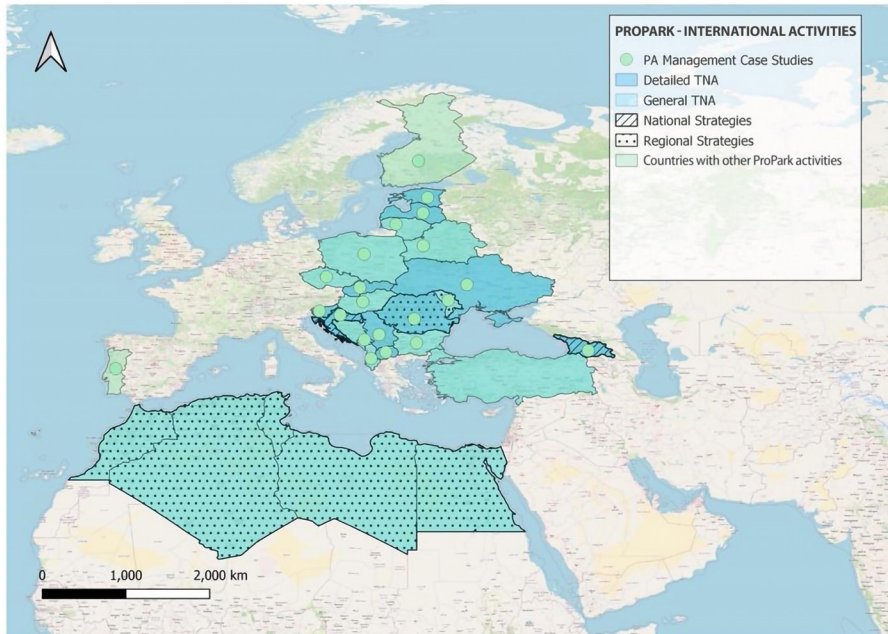 PROPARK - INTERNATIONAL ACTIVITIES
PA Management Case Studies
Detailed TNA
General TNA
National Strategies
Regional Strategies
Countries with other ProPark activities
0 1,000 2,000 km